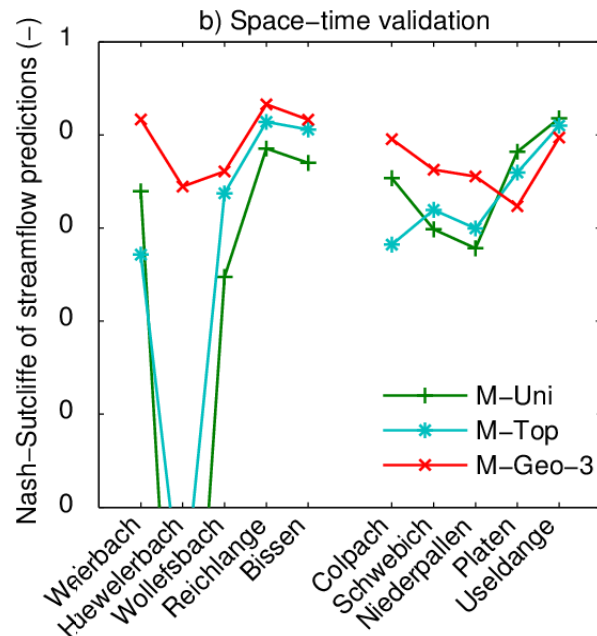 b) Space-time validation
Nash-Sutcliffe of streamflow predictions (-)
1
0
0
0
0
0
M-Uni
M-Top
M-Geo-3
Weierbach
Huewelerbach
Wollefsbach
Reichlange
Bissen
Colpach
Schwebich
Niederpallen
Platen
Useldange